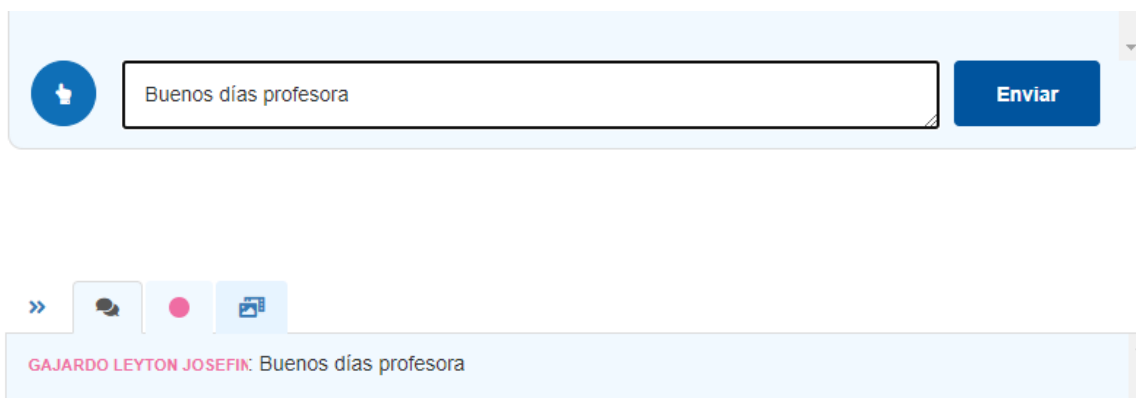 Buenos días profesora
Enviar
GAJARDO LEYTON JOSEFIN: Buenos días profesora